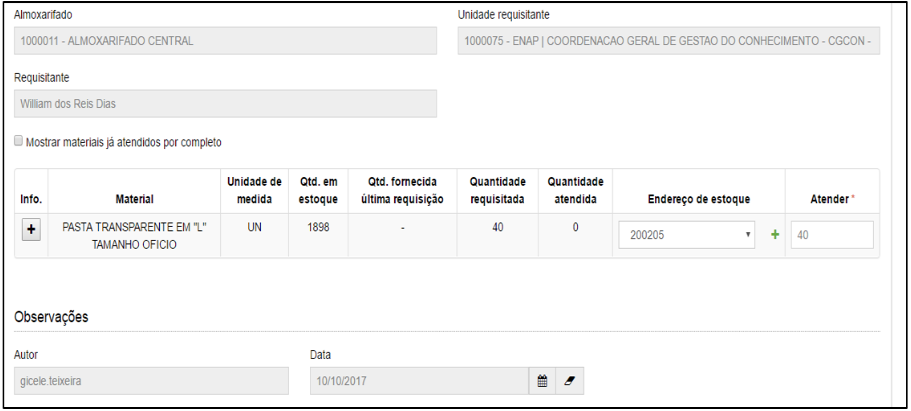 Almoxarifado Unidade requisitante
1000011 - ALMOXARIFADO CENTRAL 1000075 - ENAP | COORDENACAO GERAL DE GESTAO DO CONHECIMENTO - CGCON -
Requisitante
William dos Reis Dias
Mostrar materiais já atendidos por completo
Info. Material Unidade de medida Qtd. em estoque Qtd. fornecida última requisição Quantidade requisitada Quantidade atendida Endereço de estoque Atender *
+ PASTA TRANSPARENTE EM "L" UN 1898 - 40 0 200205 + 40
TAMANHO OFICIO
Observações
Autor Data
gicele.teixeira 10/10/2017